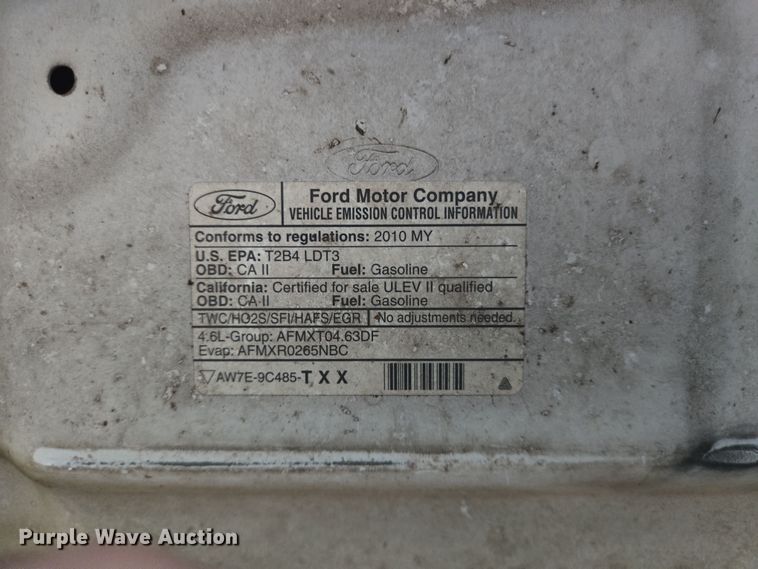 Ford
Ford
Ford Motor Company
VEHICLE EMISSION CONTROL INFORMATION
Conforms to regulations: 2010 MY
U.S. EPA: T2B4 LDT3
OBD: CA II Fuel: Gasoline
California: Certified for sale ULEV II qualified
OBD: CA II Fuel: Gasoline
TWC/HO2S/SFI/HAFS/EGR No adjustments needed.
4.6L-Group: AFMXT04.63DF
Evap: AFMXR0265NBC
AW7E-9C485-TXX
Purple Wave Auction